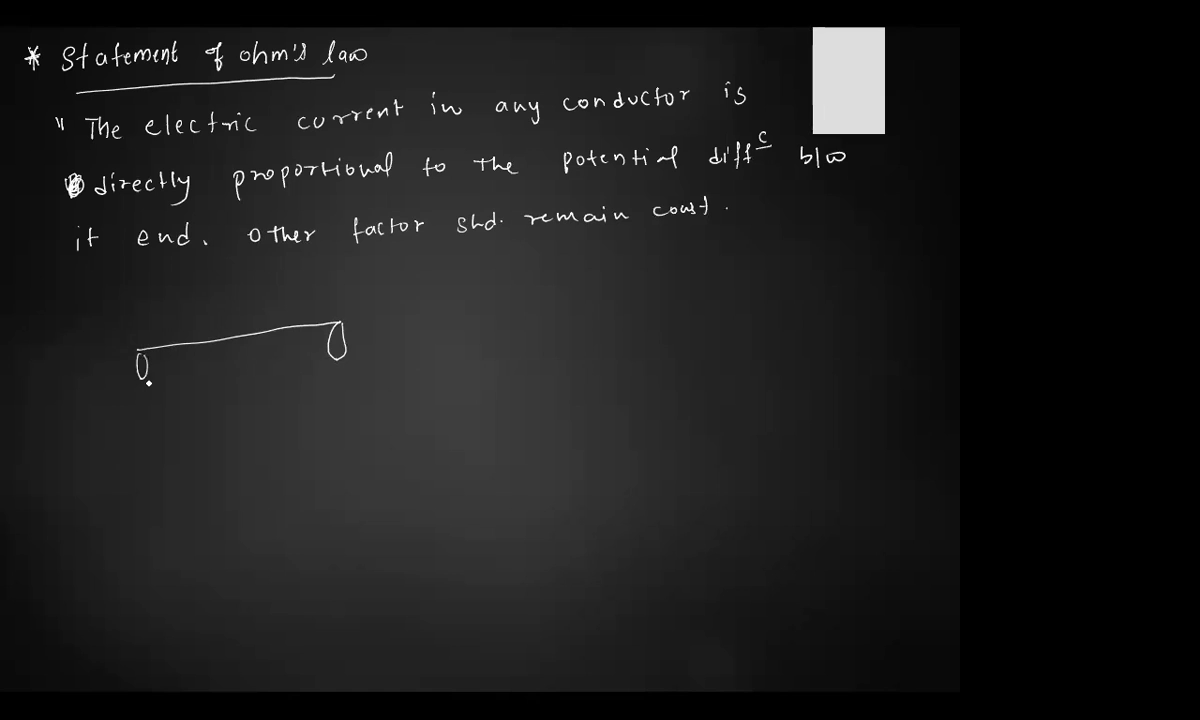 * Statement of ohm's law
" The electric current in any conductor is
directly proportional to the potential diffc b/w
it end. Other factor shd. remain const.